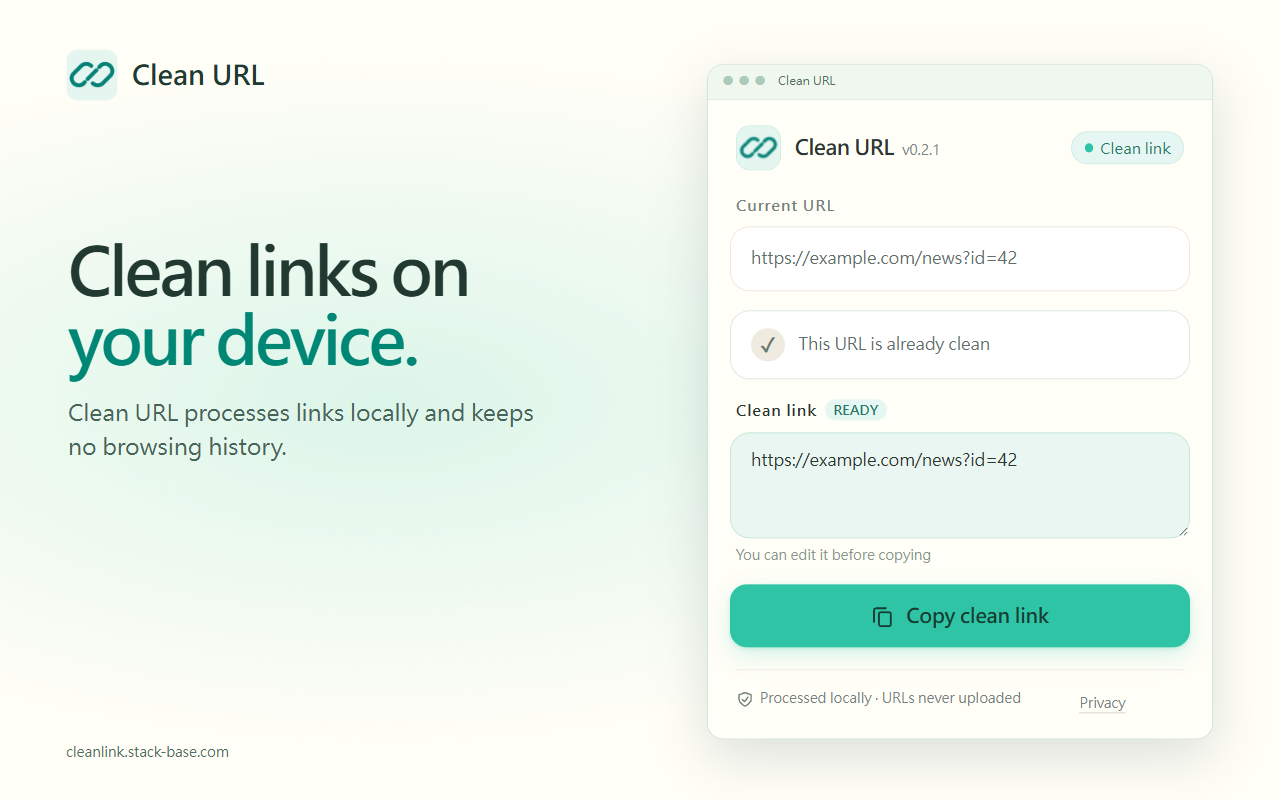 Clean URL
Clean links on
your device.
Clean URL processes links locally and keeps
no browsing history.
cleanlink.stack-base.com
Clean URL
Clean URL v0.2.1
Clean link
Current URL
https://example.com/news?id=42
This URL is already clean
Clean link READY
https://example.com/news?id=42
You can edit it before copying
Copy clean link
Processed locally · URLs never uploaded
Privacy